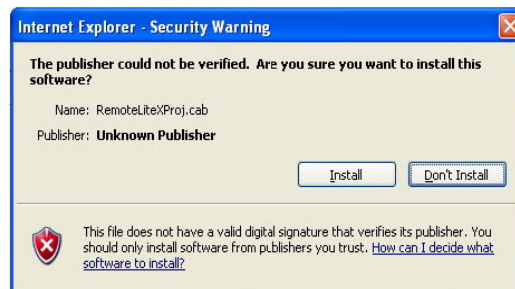 Internet Explorer - Security Warning
The publisher could not be verified. Are you sure you want to install this
software?
Name: RemoteLiteXProj.cab
Publisher: Unknown Publisher
Install Don't Install
This file does not have a valid digital signature that verifies its publisher. You
should only install software from publishers you trust. How can I decide what
software to install?